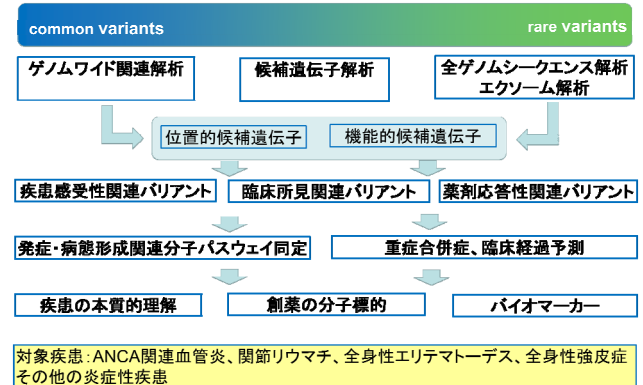 common variants
rare variants
ゲノムワイド関連解析
候補遺伝子解析
全ゲノムシークエンス解析
エクソーム解析
位置的候補遺伝子
機能的候補遺伝子
疾患感受性関連バリアント
臨床所見関連バリアント
薬剤応答性関連バリアント
発症・病態形成関連分子パスウェイ同定
重症合併症、臨床経過予測
疾患の本質的理解
創薬の分子標的
バイオマーカー
対象疾患：ANCA関連血管炎、関節リウマチ、全身性エリテマトーデス、全身性強皮症
その他の炎症性疾患